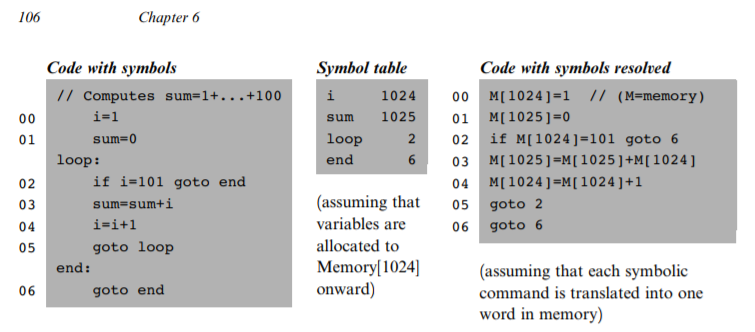 106 Chapter 6
Code with symbols
// Computes sum=1+...+100
00 i=1
01 sum=0
loop:
02 if i=101 goto end
03 sum=sum+i
04 i=i+1
05 goto loop
end:
06 goto end
Symbol table
i 1024
sum 1025
loop 2
end 6
(assuming that
variables are
allocated to
Memory[1024]
onward)
Code with symbols resolved
00 M[1024]=1 // (M=memory)
01 M[1025]=0
02 if M[1024]=101 goto 6
03 M[1025]=M[1025]+M[1024]
04 M[1024]=M[1024]+1
05 goto 2
06 goto 6
(assuming that each symbolic
command is translated into one
word in memory)